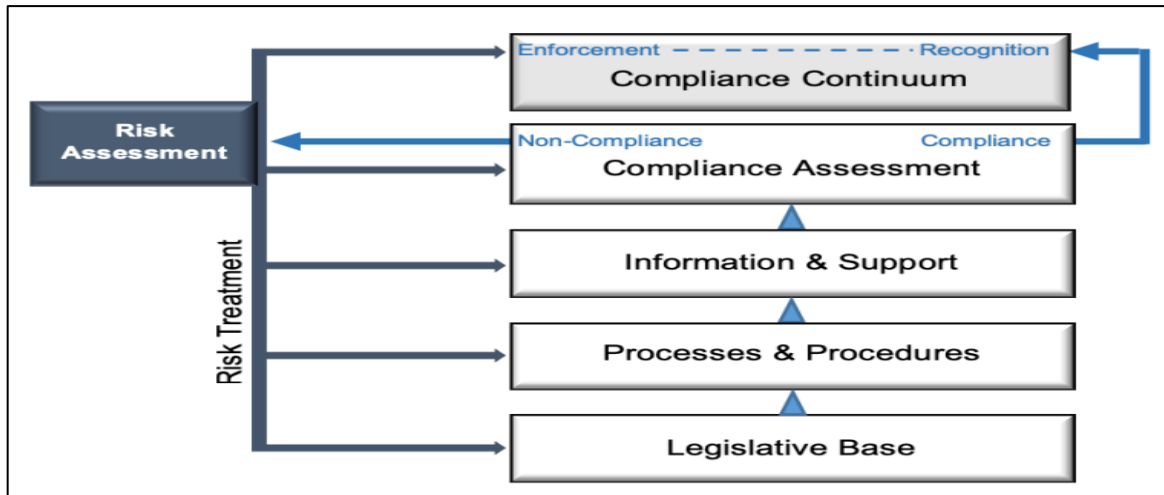 Enforcement Recognition
Compliance Continuum
Risk
Assessment
Non-Compliance Compliance
Compliance Assessment
Information & Support
Risk Treatment
Processes & Procedures
Legislative Base